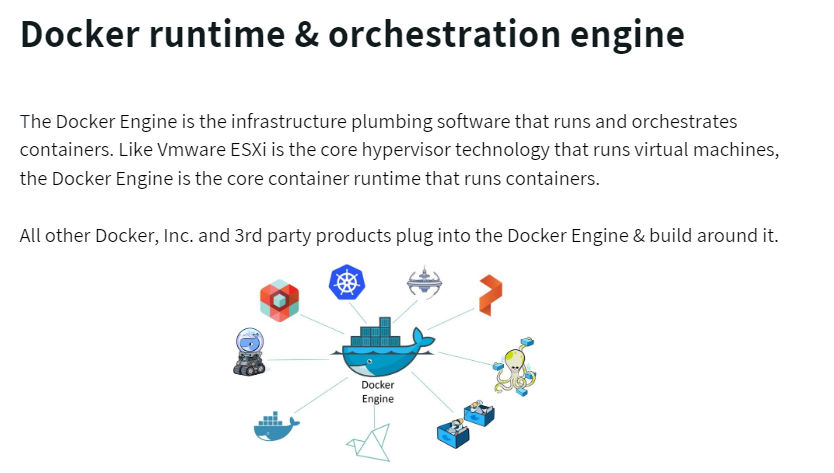 Docker runtime & orchestration engine
The Docker Engine is the infrastructure plumbing software that runs and orchestrates
containers. Like Vmware ESXi is the core hypervisor technology that runs virtual machines,
the Docker Engine is the core container runtime that runs containers.
All other Docker, Inc. and 3rd party products plug into the Docker Engine & build around it.
Docker
Engine